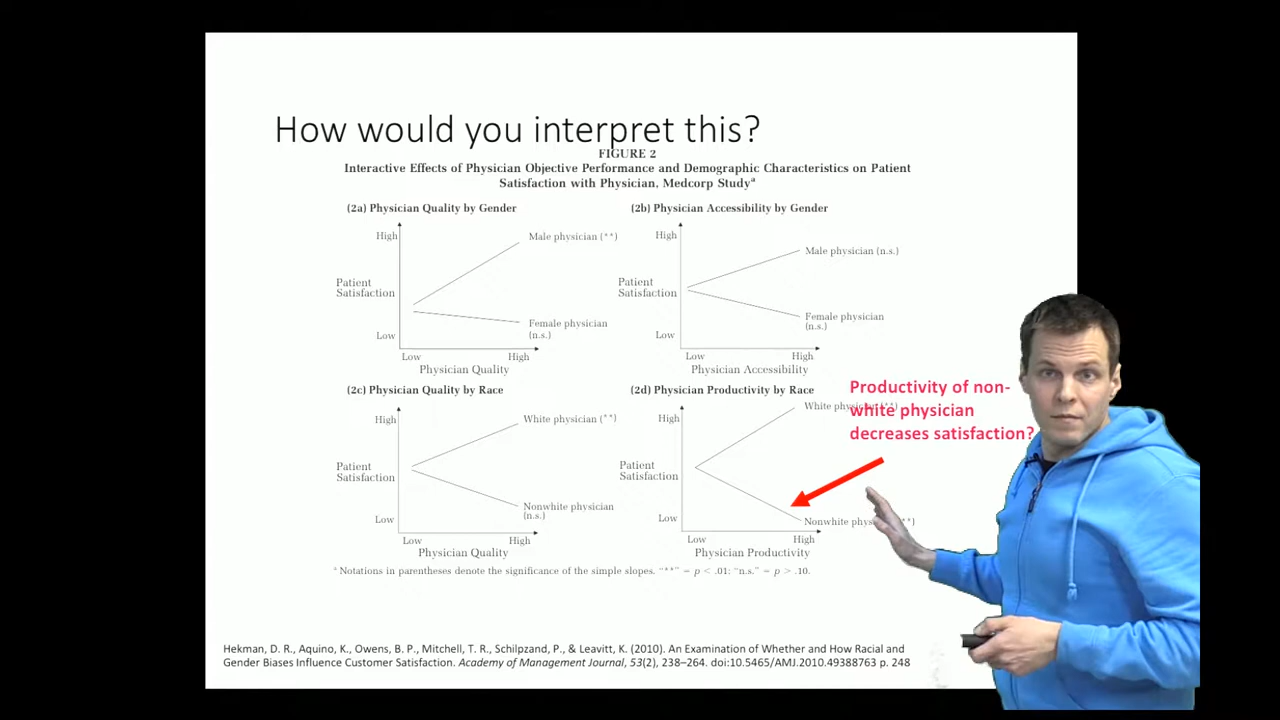 How would you interpret this?
FIGURE 2
Interactive Effects of Physician Objective Performance and Demographic Characteristics on Patient
Satisfaction with Physician, Medcorp Studyᵃ
(2a) Physician Quality by Gender
High
Male physician (**)
Patient
Satisfaction
Female physician
(n.s.)
Low
Low
High
Physician Quality
(2b) Physician Accessibility by Gender
High
Male physician (n.s.)
Patient
Satisfaction
Female physician
(n.s.)
Low
Low
High
Physician Accessibility
(2c) Physician Quality by Race
High
White physician (**)
Patient
Satisfaction
Nonwhite physician
(n.s.)
Low
Low
High
Physician Quality
(2d) Physician Productivity by Race
High
White
Patient
Satisfaction
Low
Nonwhite
Low
High
Physician Productivity
Productivity of non-
white physician
decreases satisfaction?
ᵃ Notations in parentheses denote the significance of the simple slopes. "**" = p < .01; "n.s." = p > .10.
Hekman, D. R., Aquino, K., Owens, B. P., Mitchell, T. R., Schilpzand, P., & Leavitt, K. (2010). An Examination of Whether and How Racial and
Gender Biases Influence Customer Satisfaction. Academy of Management Journal, 53(2), 238–264. doi:10.5465/AMJ.2010.49388763 p. 248